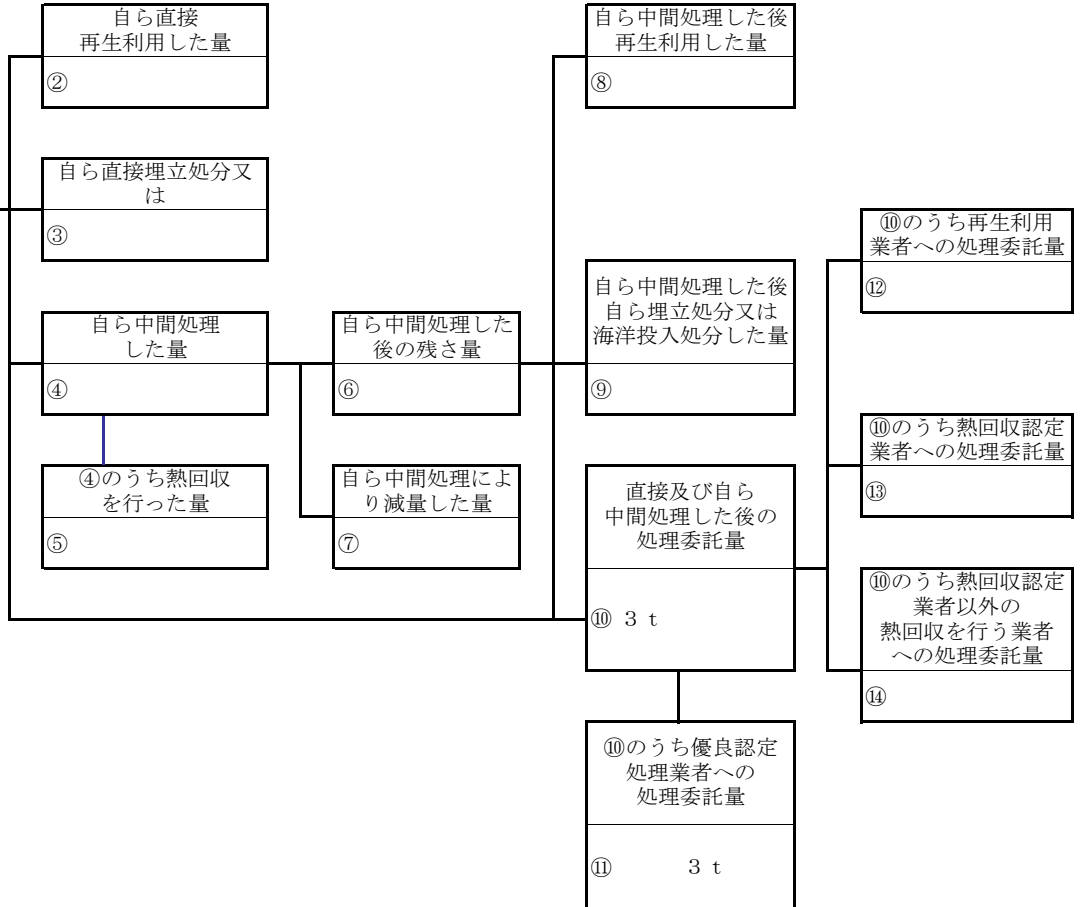 自ら直接
再生利用した量
②
自ら直接埋立処分又
は
③
自ら中間処理
した量
④
④のうち熱回収
を行った量
⑤
自ら中間処理した
後の残さ量
⑥
自ら中間処理によ
り減量した量
⑦
自ら中間処理した後
再生利用した量
⑧
自ら中間処理した後
自ら埋立処分又は
海洋投入処分した量
⑨
直接及び自ら
中間処理した後の
処理委託量
⑩ 3 t
⑩のうち優良認定
処理業者への
処理委託量
⑪ 3 t
⑩のうち再生利用
業者への処理委託量
⑫
⑩のうち熱回収認定
業者への処理委託量
⑬
⑩のうち熱回収認定
業者以外の
熱回収を行う業者
への処理委託量
⑭